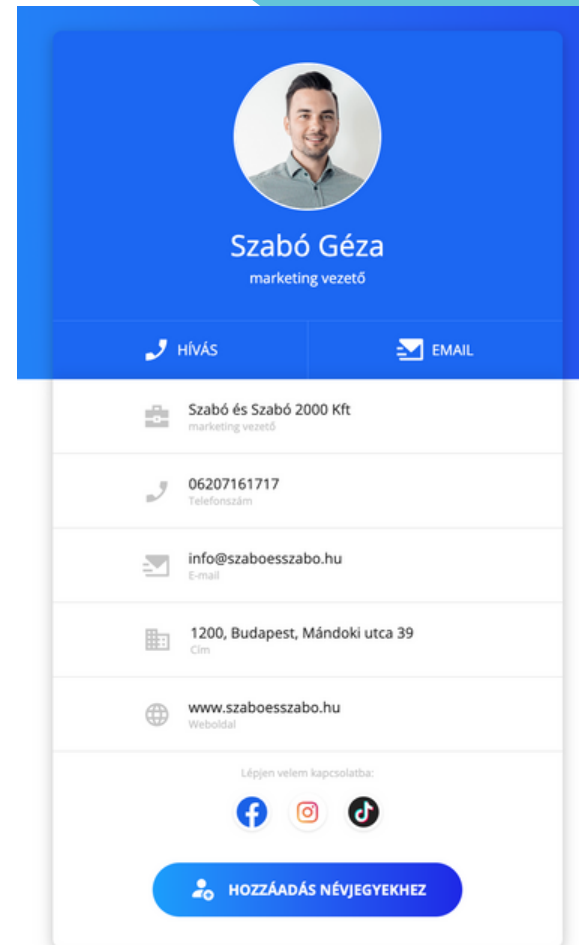 Szabó Géza
marketing vezető
HÍVÁS
EMAIL
Szabó és Szabó 2000 Kft
marketing vezető
06207161717
Telefonszám
info@szaboesszabo.hu
E-mail
1200, Budapest, Mándoki utca 39
Cím
www.szaboesszabo.hu
Weboldal
Lépjen velem kapcsolatba:
HOZZÁADÁS NÉVJEGYEKHEZ